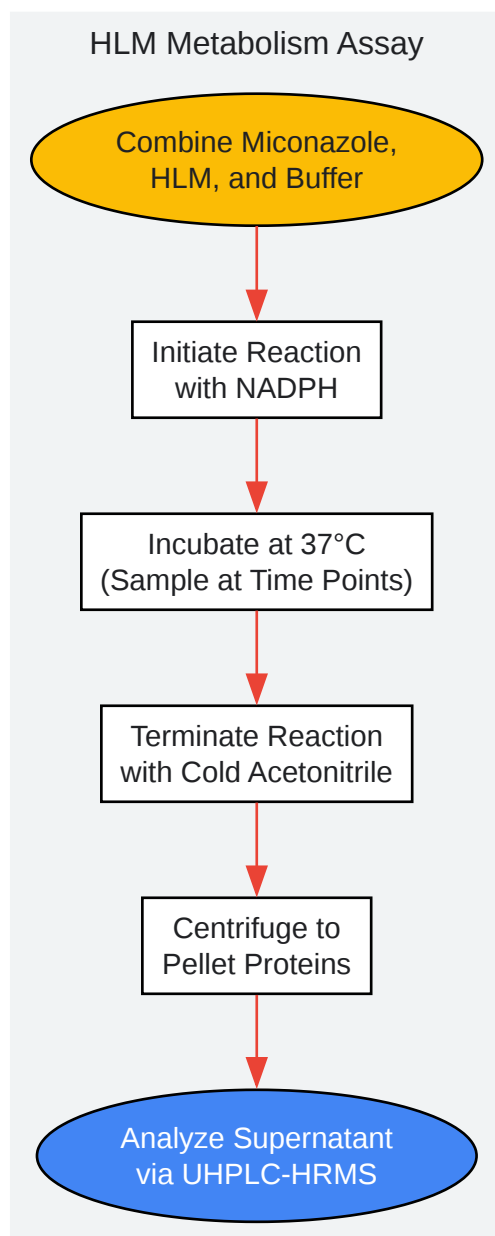 HLM Metabolism Assay
Combine Miconazole,
HLM, and Buffer
Initiate Reaction
with NADPH
Incubate at 37°C
(Sample at Time Points)
Terminate Reaction
with Cold Acetonitrile
Centrifuge to
Pellet Proteins
Analyze Supernatant
via UHPLC-HRMS